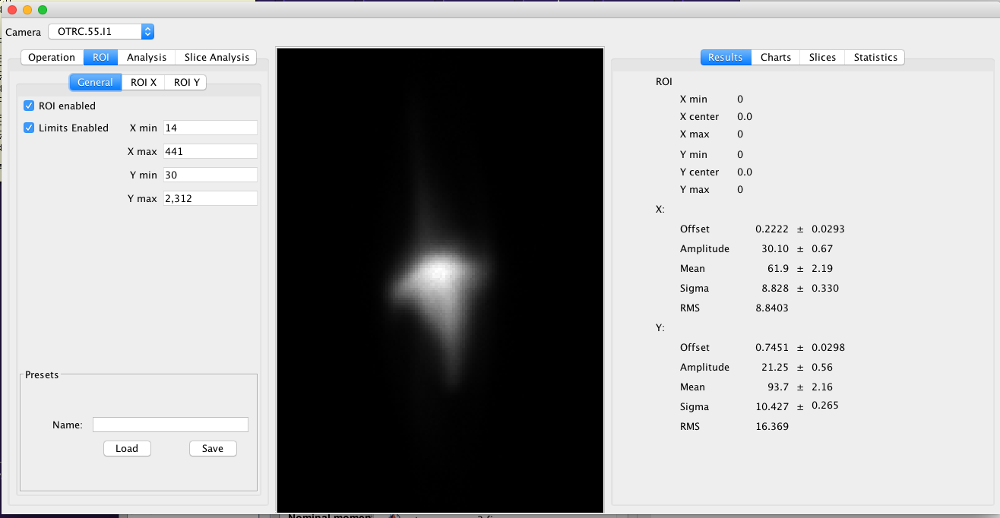 Camera OTRC.55.I1
Operation ROI Analysis Slice Analysis
General ROI X ROI Y
ROI enabled
Limits Enabled X min 14
X max 441
Y min 30
Y max 2,312
Presets
Name:
Load Save
Results Charts Slices Statistics
ROI
X min 0
X center 0.0
X max 0
Y min 0
Y center 0.0
Y max 0
X:
Offset 0.2222 ± 0.0293
Amplitude 30.10 ± 0.67
Mean 61.9 ± 2.19
Sigma 8.828 ± 0.330
RMS 8.8403
Y:
Offset 0.7451 ± 0.0298
Amplitude 21.25 ± 0.56
Mean 93.7 ± 2.16
Sigma 10.427 ± 0.265
RMS 16.369
Nominal momen